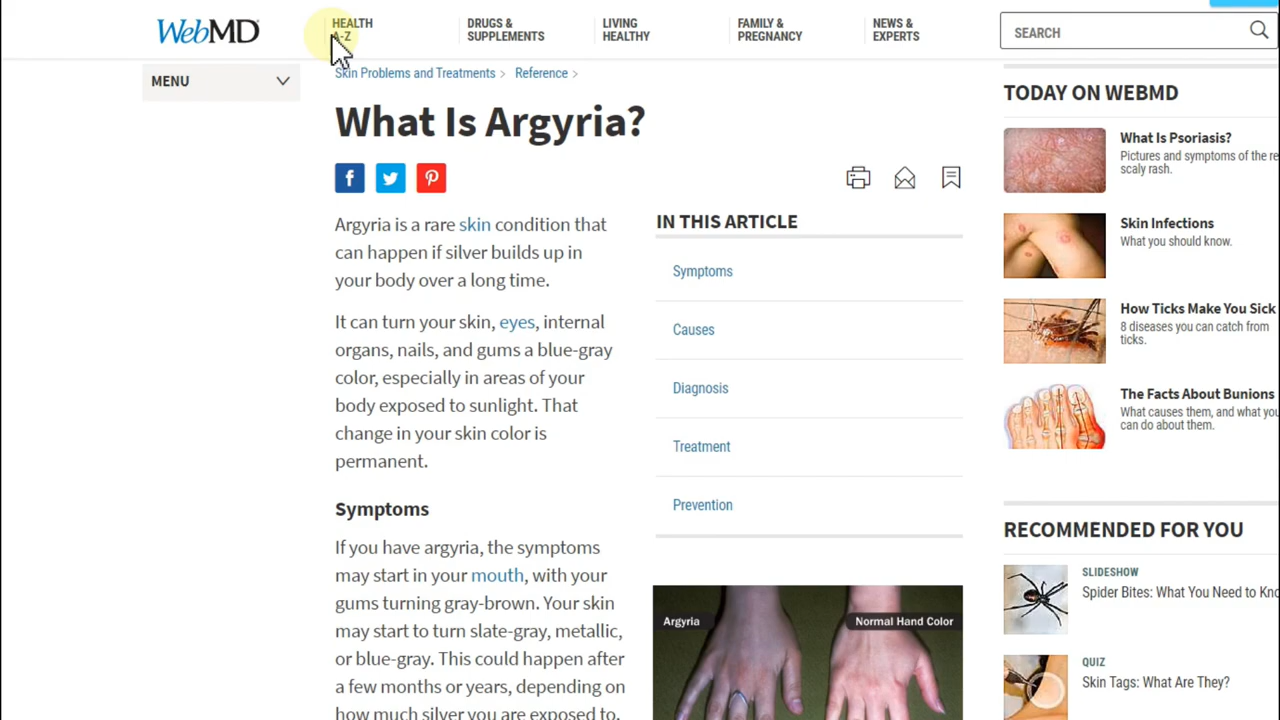 WebMD
HEALTH
A-Z
DRUGS &
SUPPLEMENTS
LIVING
HEALTHY
FAMILY &
PREGNANCY
NEWS &
EXPERTS
SEARCH
MENU
Skin Problems and Treatments >
Reference >
What Is Argyria?
Argyria is a rare skin condition that
can happen if silver builds up in
your body over a long time.
It can turn your skin, eyes, internal
organs, nails, and gums a blue-gray
color, especially in areas of your
body exposed to sunlight. That
change in your skin color is
permanent.
Symptoms
If you have argyria, the symptoms
may start in your mouth, with your
gums turning gray-brown. Your skin
may start to turn slate-gray, metallic,
or blue-gray. This could happen after
a few months or years, depending on
how much silver you are exposed to.
IN THIS ARTICLE
Symptoms
Causes
Diagnosis
Treatment
Prevention
Argyria
Normal Hand Color
TODAY ON WEBMD
What Is Psoriasis?
Pictures and symptoms of the re
scaly rash.
Skin Infections
What you should know.
How Ticks Make You Sick
8 diseases you can catch from
ticks.
The Facts About Bunions
What causes them, and what you
can do about them.
RECOMMENDED FOR YOU
SLIDESHOW
Spider Bites: What You Need to Kno
QUIZ
Skin Tags: What Are They?